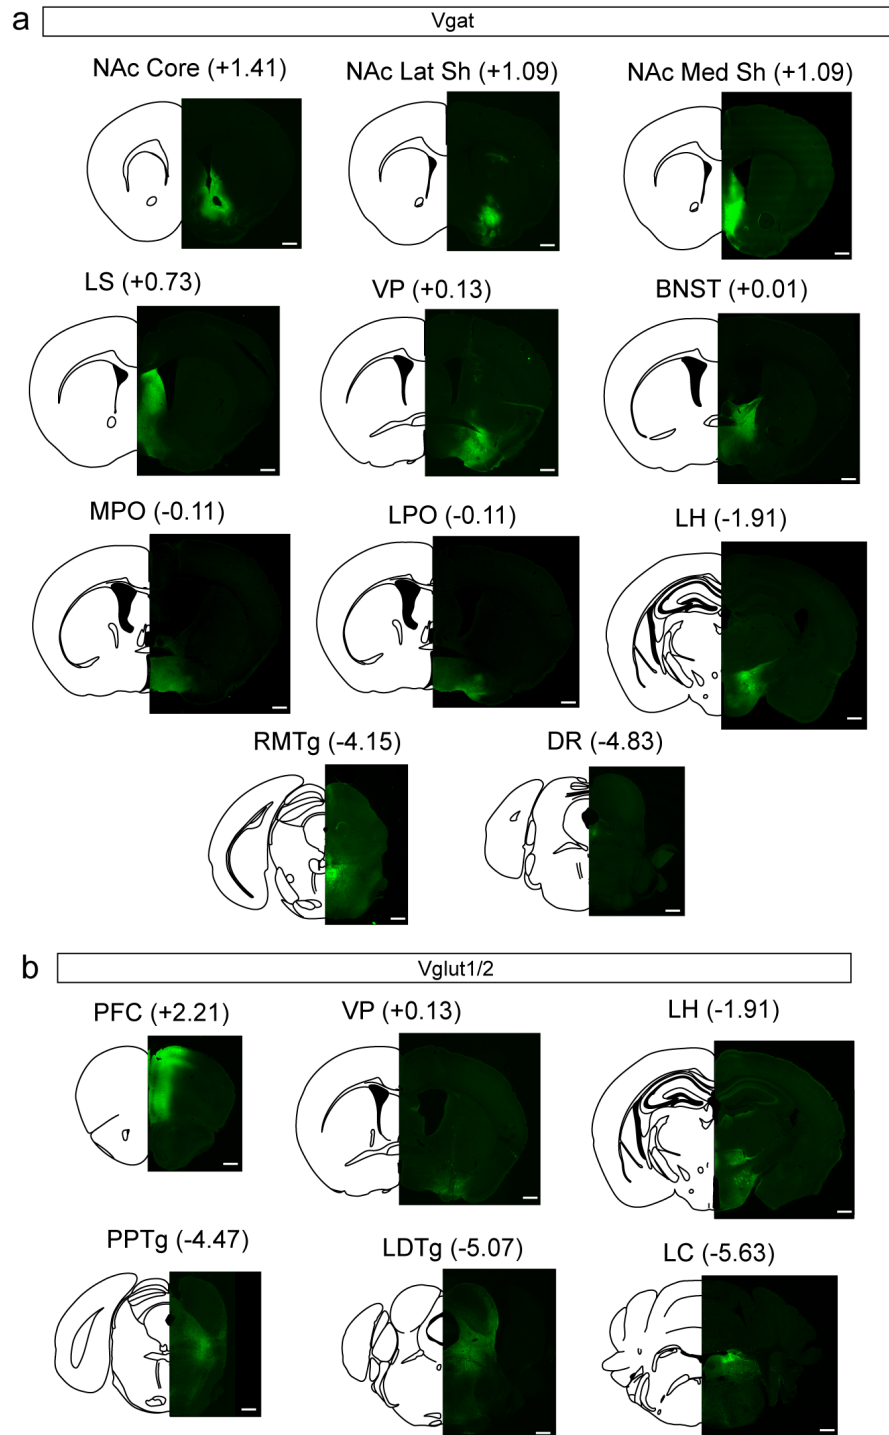 a
Vgat
NAc Core (+1.41)
NAc Lat Sh (+1.09)
NAc Med Sh (+1.09)
LS (+0.73)
VP (+0.13)
BNST (+0.01)
MPO (-0.11)
LPO (-0.11)
LH (-1.91)
RMTg (-4.15)
DR (-4.83)
b
Vglut1/2
PFC (+2.21)
VP (+0.13)
LH (-1.91)
PPTg (-4.47)
LDTg (-5.07)
LC (-5.63)